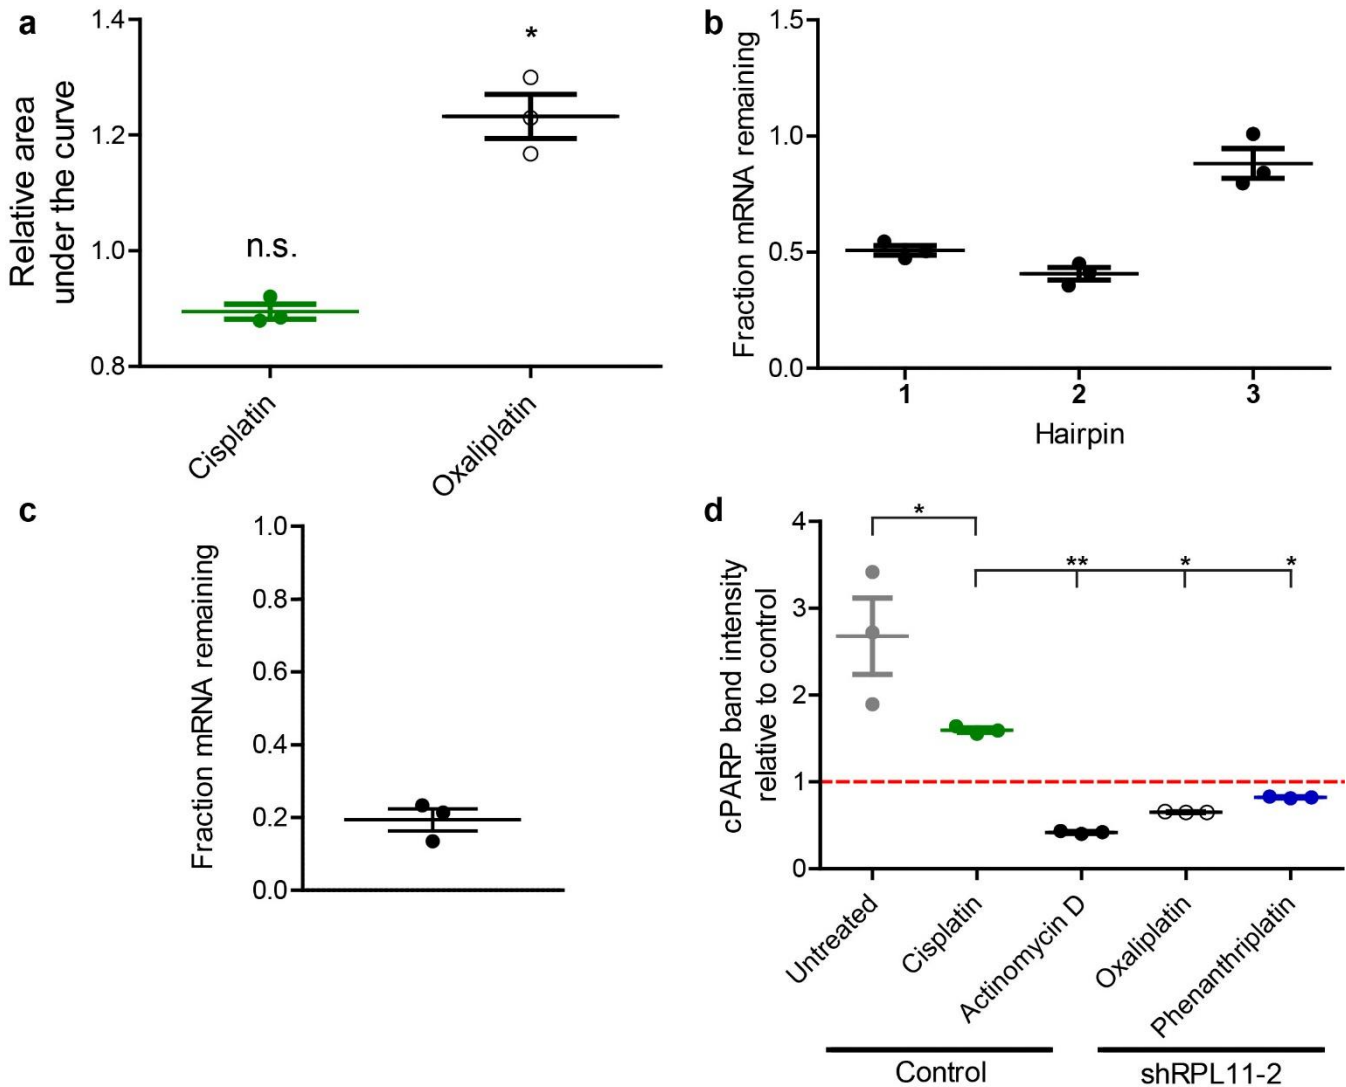 a
Relative area
under the curve
1.4
1.2
1.0
0.8
n.s.
*
Cisplatin
Oxaliplatin
b
Fraction mRNA remaining
1.5
1.0
0.5
0.0
1
2
3
Hairpin
c
Fraction mRNA remaining
1.0
0.8
0.6
0.4
0.2
0.0
d
cPARP band intensity
relative to control
4
3
2
1
0
*
**
*
*
Untreated
Cisplatin
Actinomycin D
Oxaliplatin
Phenanthriplatin
Control
shRPL11-2